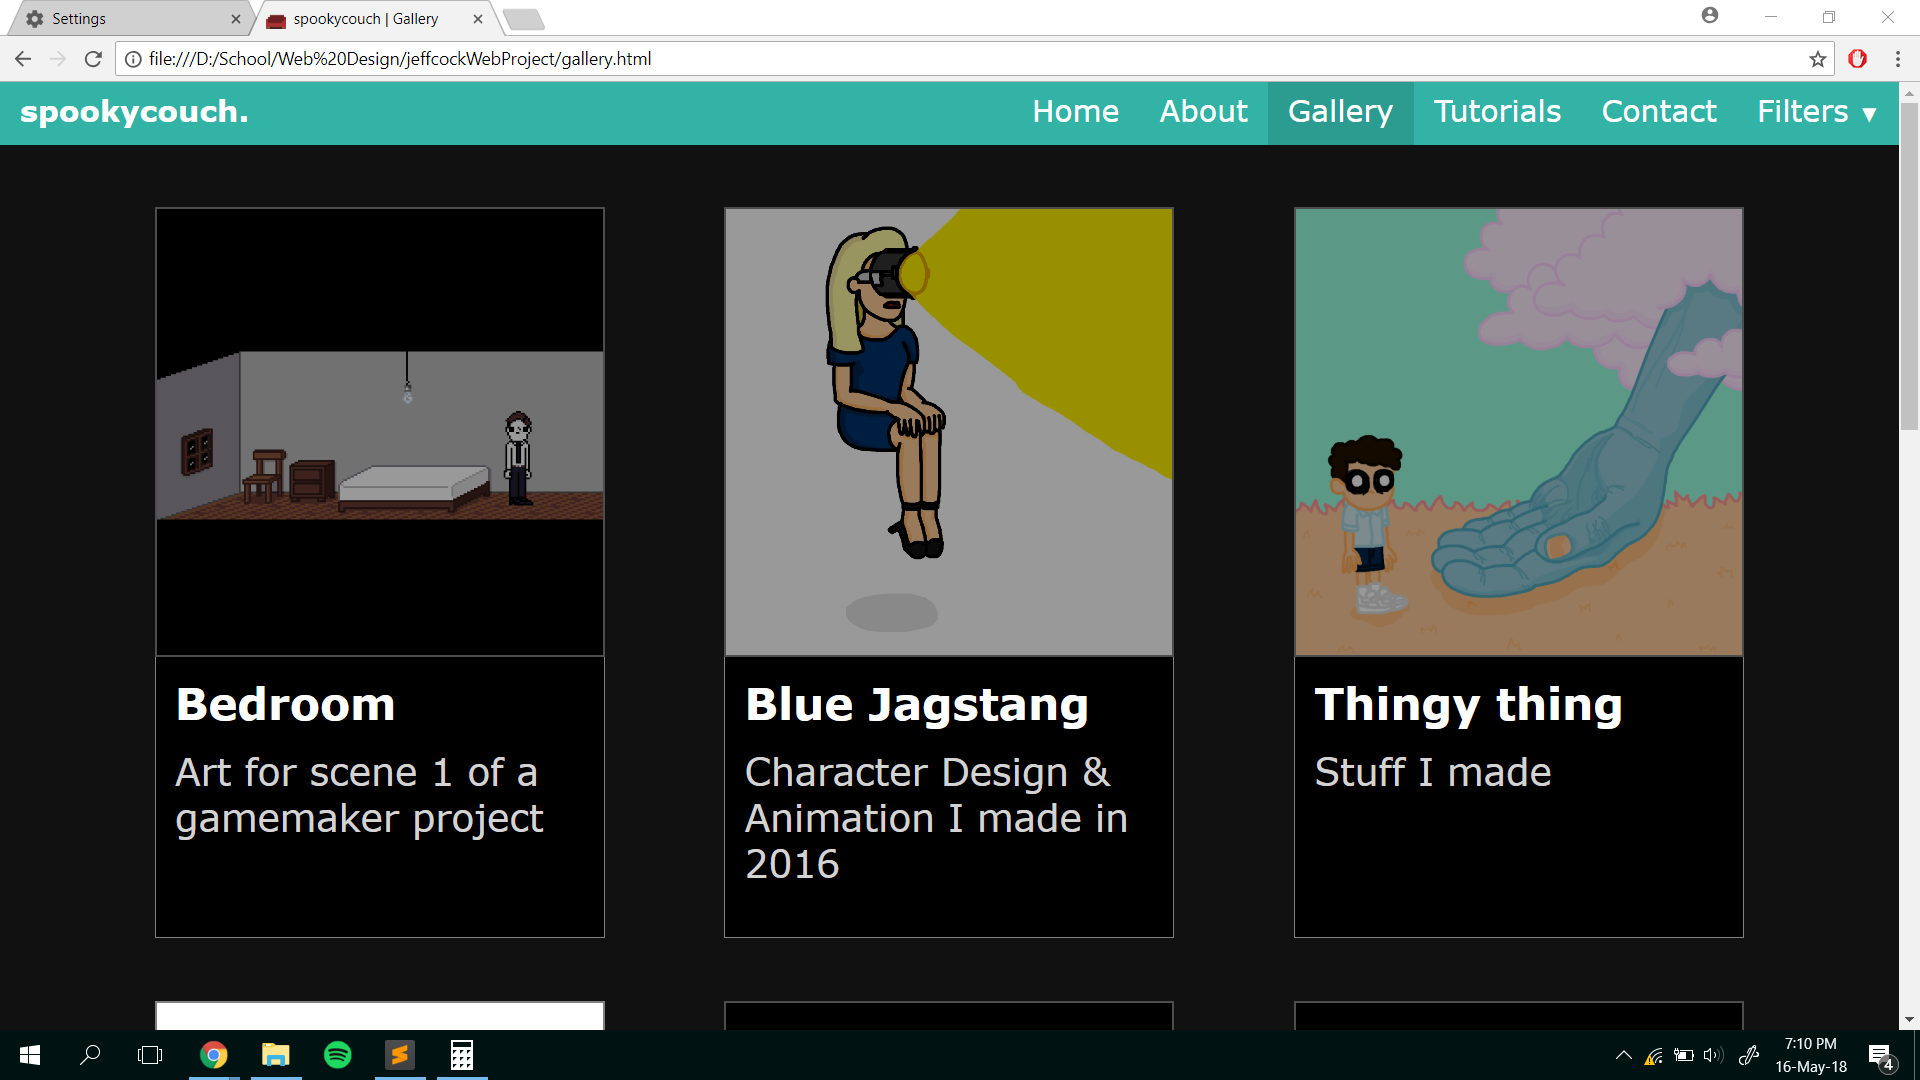 Settings
spookycouch | Gallery
file:///D:/School/Web%20Design/jeffcockWebProject/gallery.html
spookycouch.
Home
About
Gallery
Tutorials
Contact
Filters ▼
Bedroom
Art for scene 1 of a
gamemaker project
Blue Jagstang
Character Design &
Animation I made in
2016
Thingy thing
Stuff I made
7:10 PM
16-May-18
4